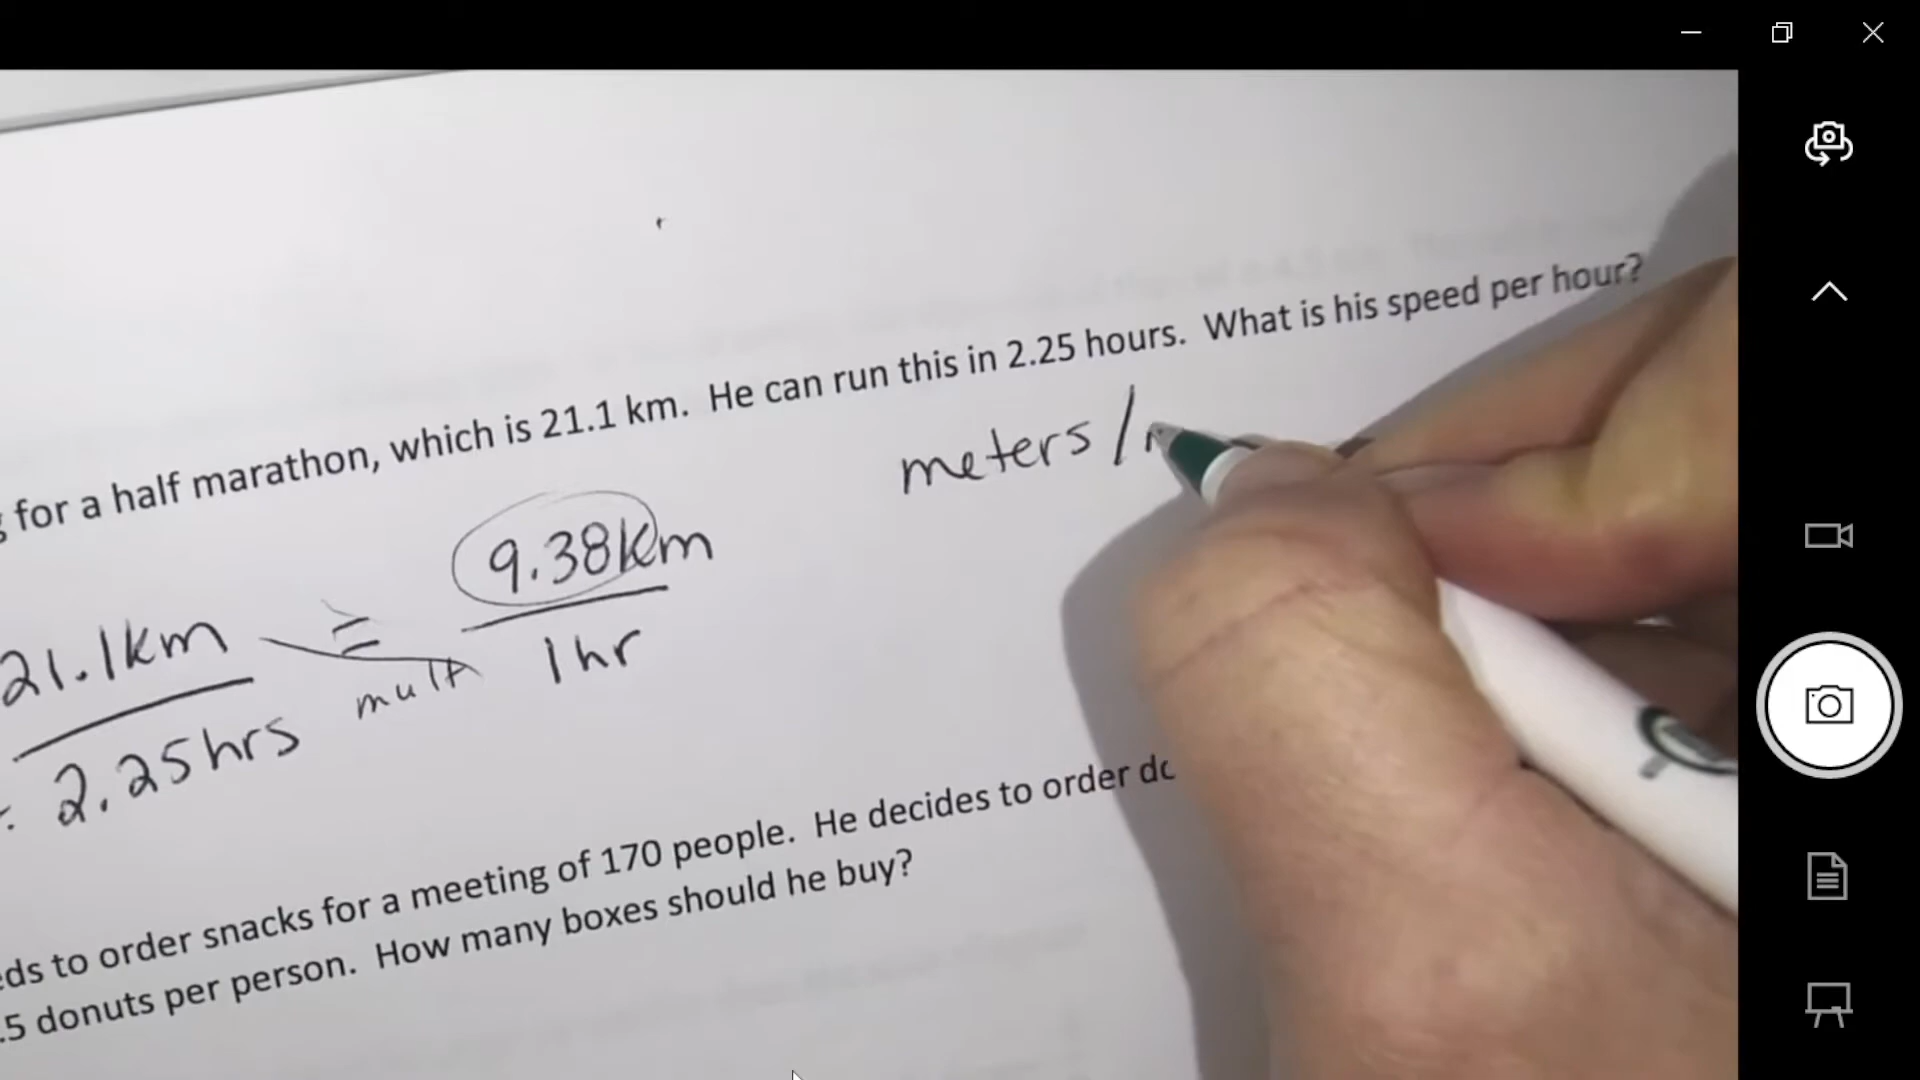 for a half marathon, which is 21.1 km. He can run this in 2.25 hours. What is his speed per hour?
meters /
21.1km = 9.38km
2.25hrs mult 1hr
to order snacks for a meeting of 170 people. He decides to order
.5 donuts per person. How many boxes should he buy?